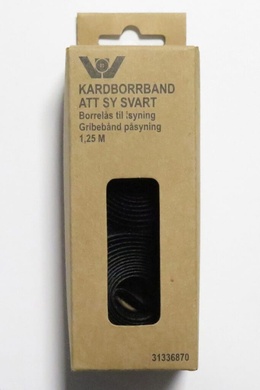 KARDBORRBAND
ATT SY SVART
Borrelås til isyning
Gribebånd påsyning
1,25 M
31336870